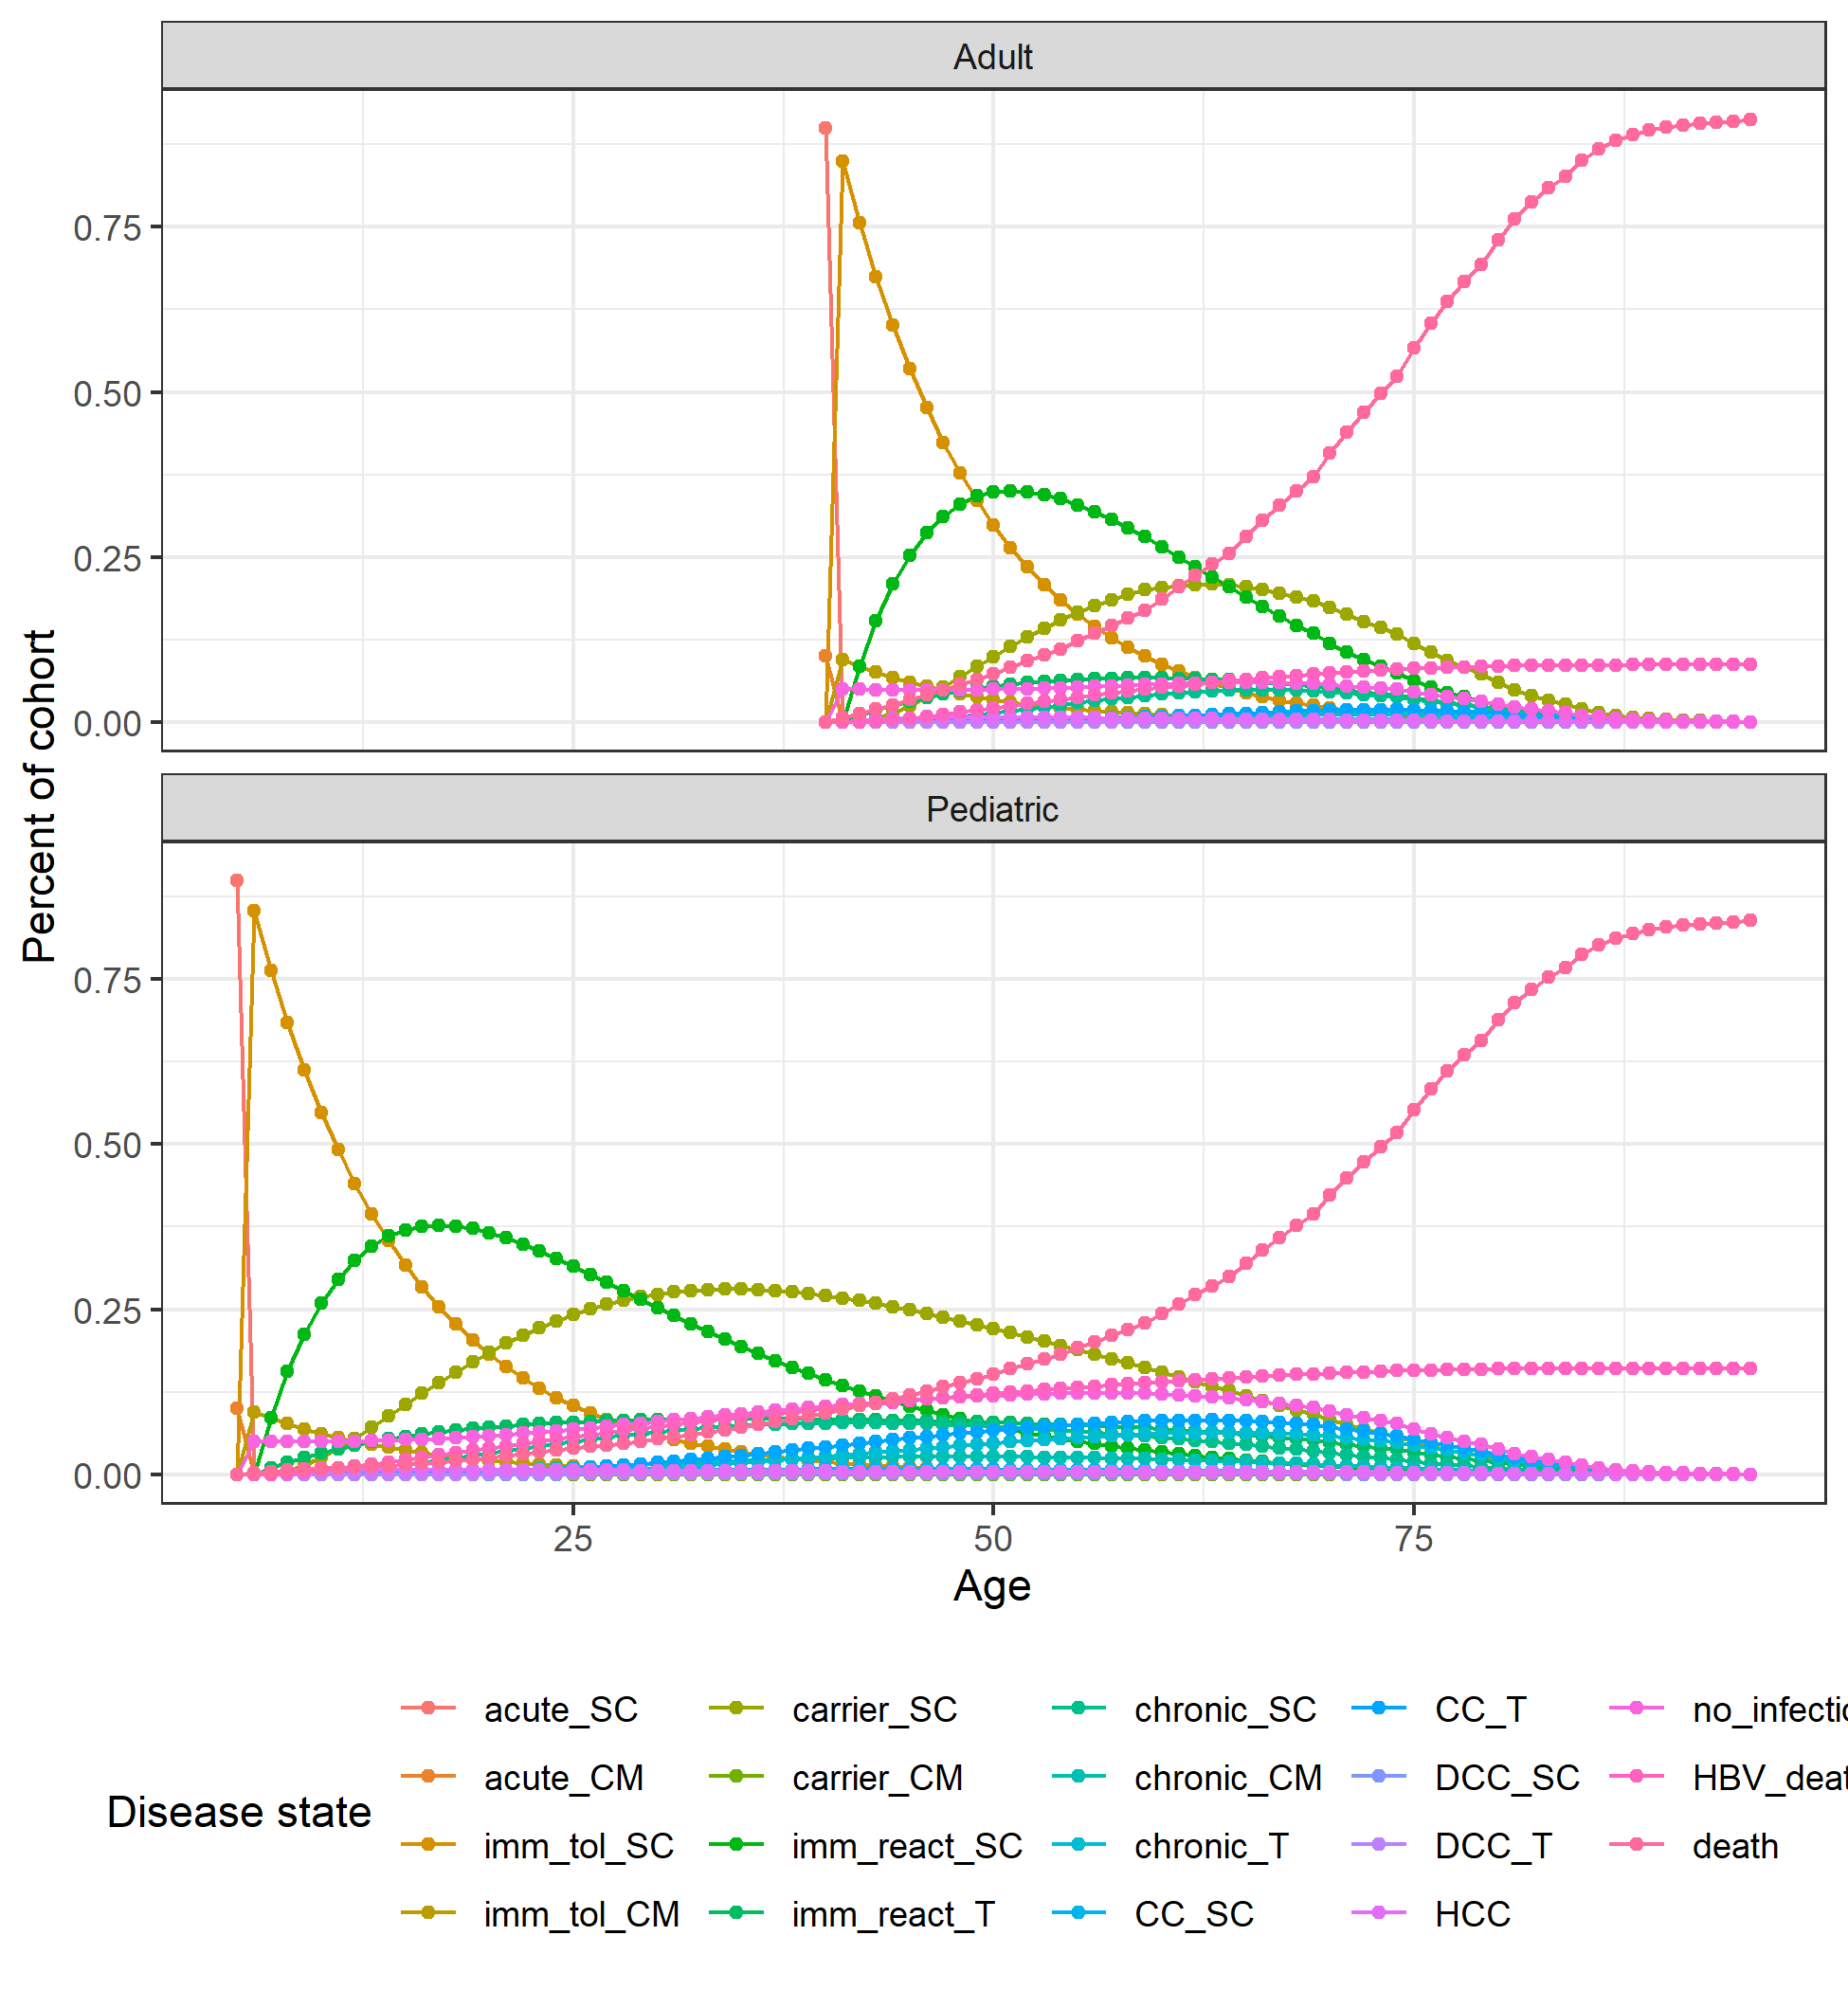 Adult
0.75
0.50
0.25
0.00
Percent of cohort
Pediatric
0.75
0.50
0.25
0.00
25 50 75
Age
Disease state
acute_SC carrier_SC chronic_SC CC_T no_infectio
acute_CM carrier_CM chronic_CM DCC_SC HBV_deat
imm_tol_SC imm_react_SC chronic_T DCC_T death
imm_tol_CM imm_react_T CC_SC HCC